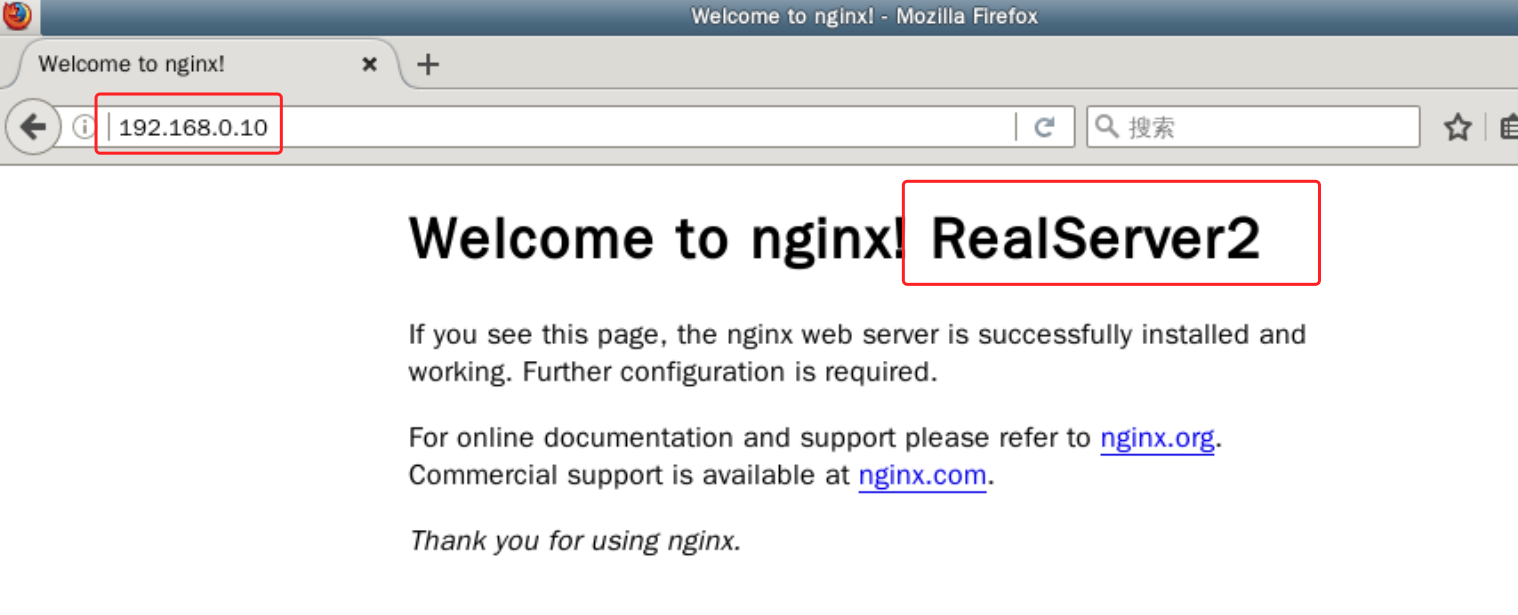 Welcome to nginx! - Mozilla Firefox
Welcome to nginx!
192.168.0.10
搜索
Welcome to nginx! RealServer2
If you see this page, the nginx web server is successfully installed and
working. Further configuration is required.
For online documentation and support please refer to nginx.org.
Commercial support is available at nginx.com.
Thank you for using nginx.